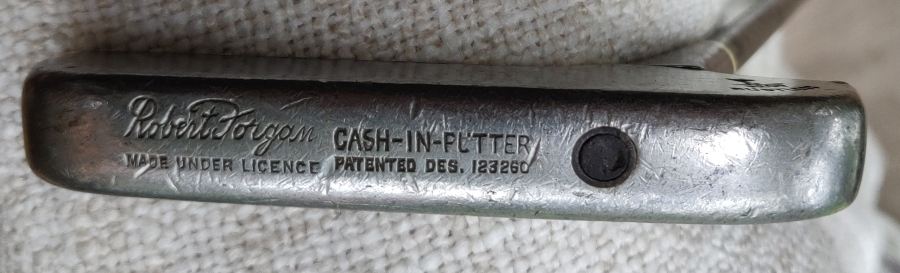 Robert Forgan
CASH-IN-PUTTER
MADE UNDER LICENCE PATENTED DES. 123260